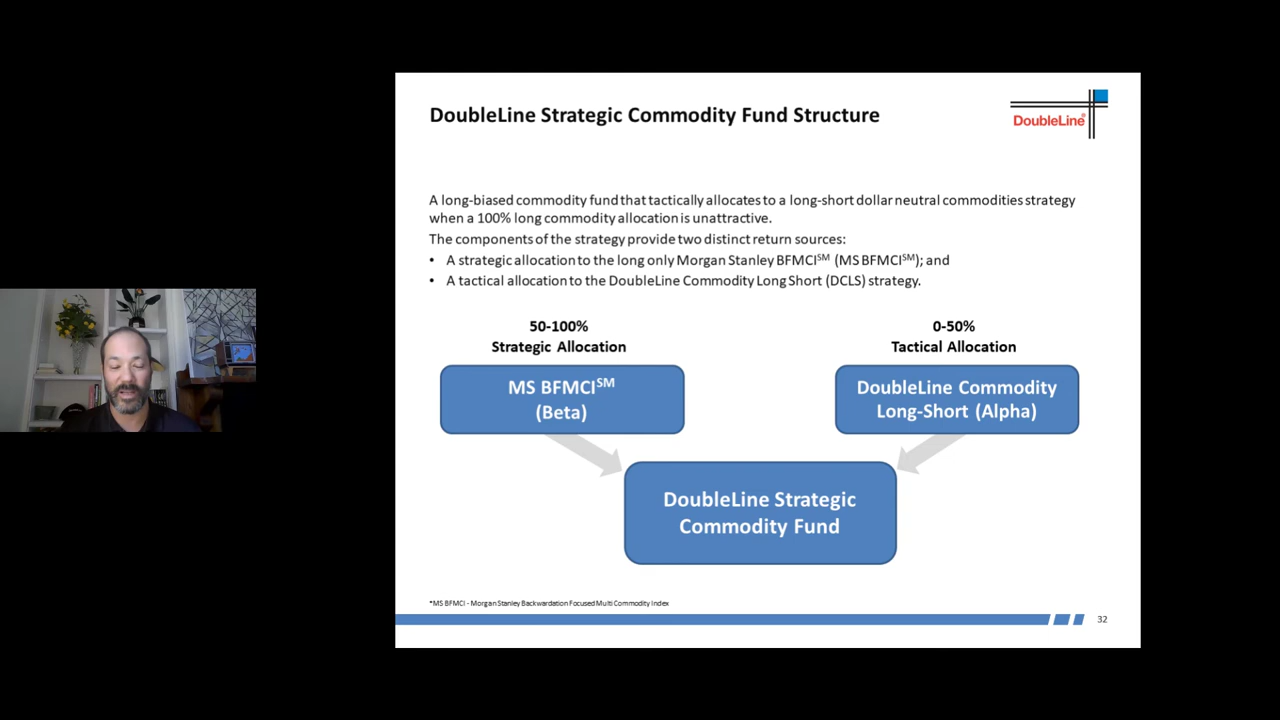 DoubleLine Strategic Commodity Fund Structure
DoubleLine®
A long-biased commodity fund that tactically allocates to a long-short dollar neutral commodities strategy
when a 100% long commodity allocation is unattractive.
The components of the strategy provide two distinct return sources:
• A strategic allocation to the long only Morgan Stanley BFMCI℠ (MS BFMCI℠); and
• A tactical allocation to the DoubleLine Commodity Long Short (DCLS) strategy.
50-100%
Strategic Allocation
0-50%
Tactical Allocation
MS BFMCI℠
(Beta)
DoubleLine Commodity
Long-Short (Alpha)
DoubleLine Strategic
Commodity Fund
*MS BFMCI - Morgan Stanley Backwardation Focused Multi Commodity Index
32